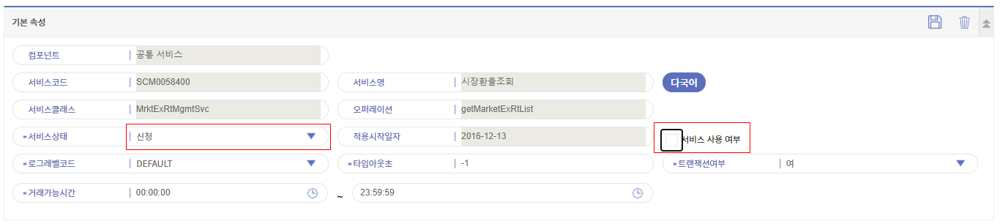 기본 속성
컴포넌트 공통 서비스
서비스코드 SCM0058400 서비스명 시장환율조회 다국어
서비스클래스 MrktExRtMgmtSvc 오퍼레이션 getMarketExRtList
*서비스상태 신청 적용시작일자 2016-12-13 서비스 사용 여부
*로그레벨코드 DEFAULT *타임아웃초 -1 *트랜잭션여부 여
*거래가능시간 00:00:00 ~ 23:59:59